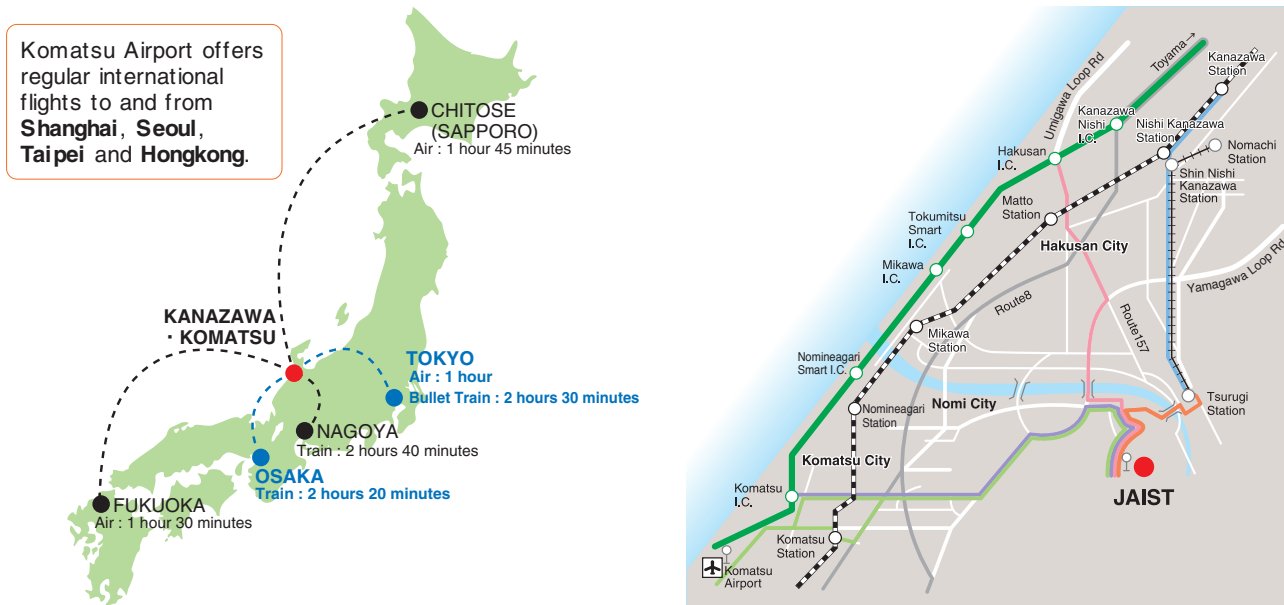 Komatsu Airport offers
regular international
flights to and from
Shanghai, Seoul,
Taipei and Hongkong.
CHITOSE
(SAPPORO)
Air : 1 hour 45 minutes
KANAZAWA
・KOMATSU
TOKYO
Air : 1 hour
Bullet Train : 2 hours 30 minutes
NAGOYA
Train : 2 hours 40 minutes
OSAKA
Train : 2 hours 20 minutes
FUKUOKA
Air : 1 hour 30 minutes
Toyama →
Umigawa Loop Rd
Kanazawa
Station
Kanazawa
Nishi
I.C.
Nishi Kanazawa
Station
Nomachi
Station
Hakusan
I.C.
Shin Nishi
Kanazawa
Station
Matto
Station
Tokumitsu
Smart
I.C.
Hakusan City
Mikawa
I.C.
Yamagawa Loop Rd
Route8
Route157
Mikawa
Station
Nomineagari
Smart I.C.
Nomi City
Tsurugi
Station
Nomineagari
Station
Komatsu City
Komatsu
I.C.
JAIST
Komatsu
Station
Komatsu
Airport